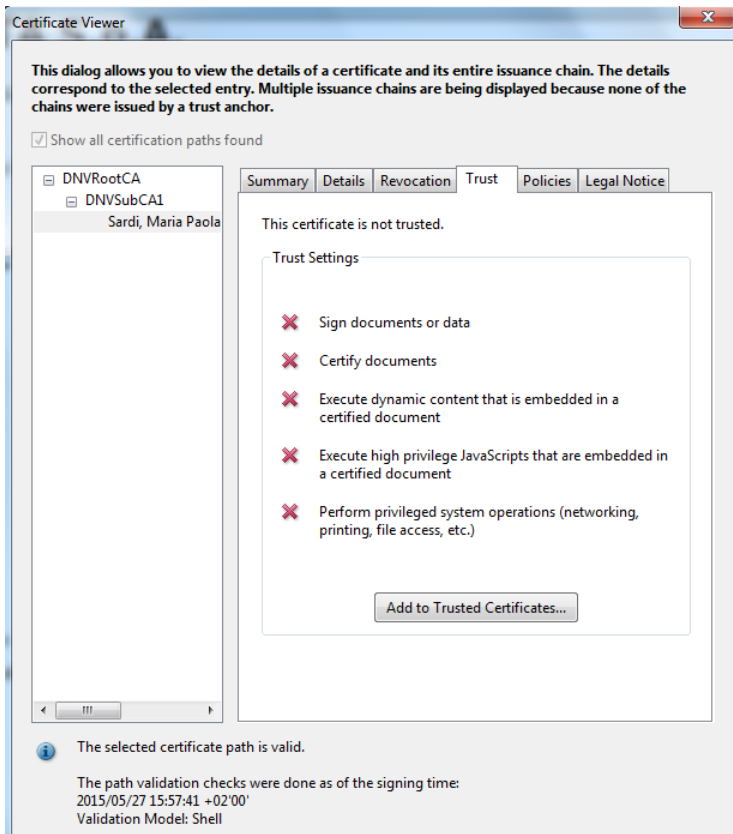 Certificate Viewer
This dialog allows you to view the details of a certificate and its entire issuance chain. The details
correspond to the selected entry. Multiple issuance chains are being displayed because none of the
chains were issued by a trust anchor.
Show all certification paths found
DNVRootCA
DNVSubCA1
Sardi, Maria Paola
Summary Details Revocation Trust Policies Legal Notice
This certificate is not trusted.
Trust Settings
Sign documents or data
Certify documents
Execute dynamic content that is embedded in a
certified document
Execute high privilege JavaScripts that are embedded in
a certified document
Perform privileged system operations (networking,
printing, file access, etc.)
Add to Trusted Certificates...
The selected certificate path is valid.
The path validation checks were done as of the signing time:
2015/05/27 15:57:41 +02'00'
Validation Model: Shell